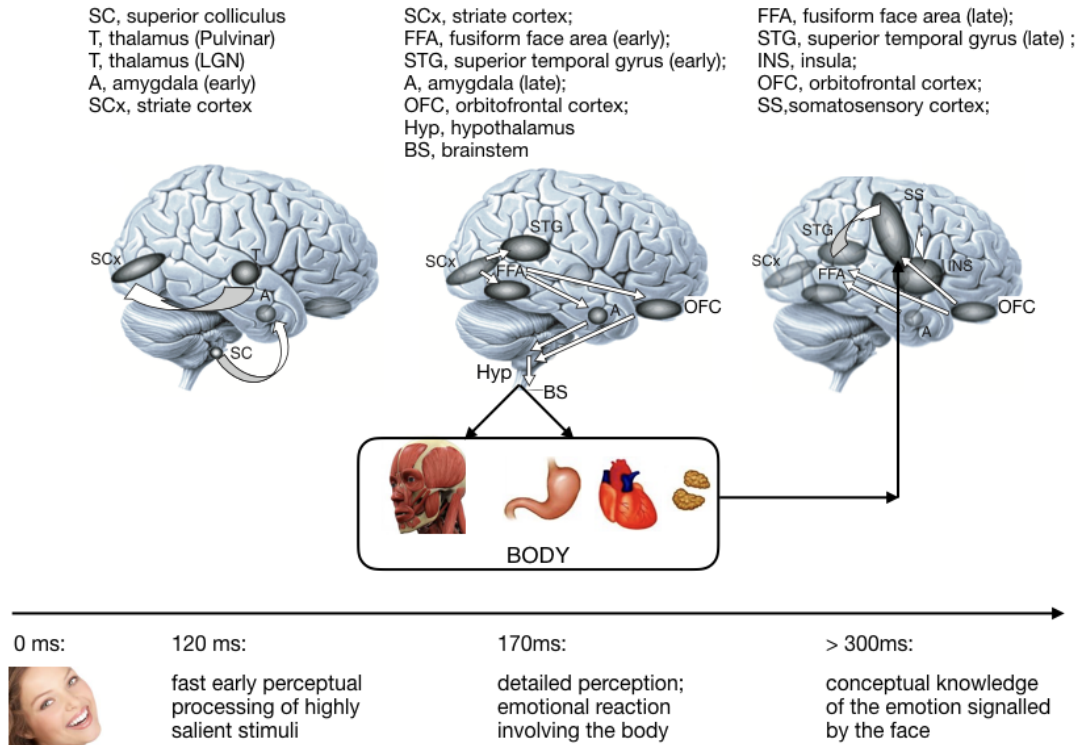 SC, superior colliculus
T, thalamus (Pulvinar)
T, thalamus (LGN)
A, amygdala (early)
SCx, striate cortex
SCx, striate cortex;
FFA, fusiform face area (early);
STG, superior temporal gyrus (early);
A, amygdala (late);
OFC, orbitofrontal cortex;
Hyp, hypothalamus
BS, brainstem
FFA, fusiform face area (late);
STG, superior temporal gyrus (late) ;
INS, insula;
OFC, orbitofrontal cortex;
SS,somatosensory cortex;
SCx
T
A
SC
STG
SCx
FFA
A
OFC
Hyp
BS
SS
STG
SCx
FFA
INS
OFC
A
BODY
0 ms:
120 ms:
fast early perceptual
processing of highly
salient stimuli
170ms:
detailed perception;
emotional reaction
involving the body
> 300ms:
conceptual knowledge
of the emotion signalled
by the face